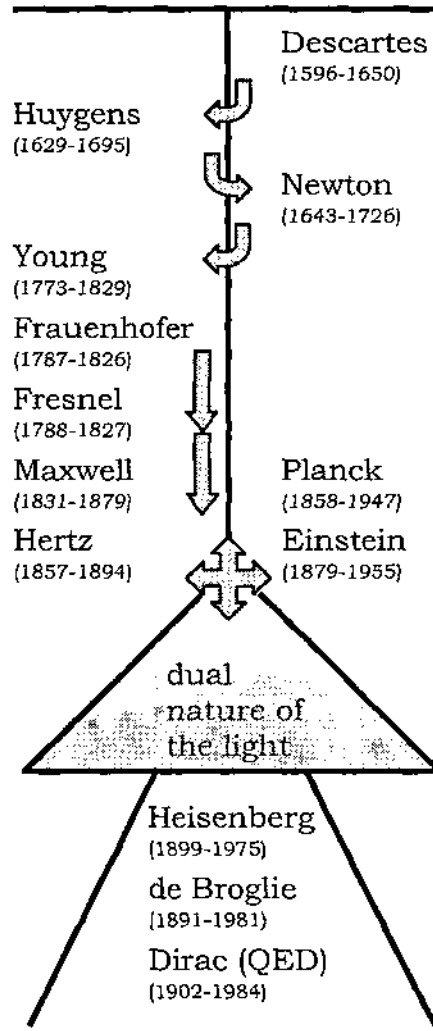 Descartes
(1596-1650)
Huygens
(1629-1695)
Newton
(1643-1726)
Young
(1773-1829)
Frauenhofer
(1787-1826)
Fresnel
(1788-1827)
Maxwell
(1831-1879)
Planck
(1858-1947)
Hertz
(1857-1894)
Einstein
(1879-1955)
dual
nature of
the light
Heisenberg
(1899-1975)
de Broglie
(1891-1981)
Dirac (QED)
(1902-1984)